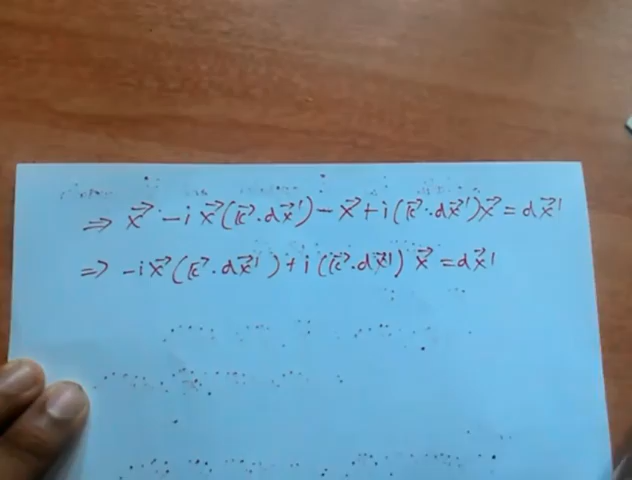 ⇒ x⃗ - i x⃗ (k⃗ . dx⃗') - x⃗ + i (k⃗ . dx⃗') x⃗ = dx⃗'
⇒ - i x⃗ (k⃗ . dx⃗') + i (k⃗ . dx⃗') x⃗ = dx⃗'